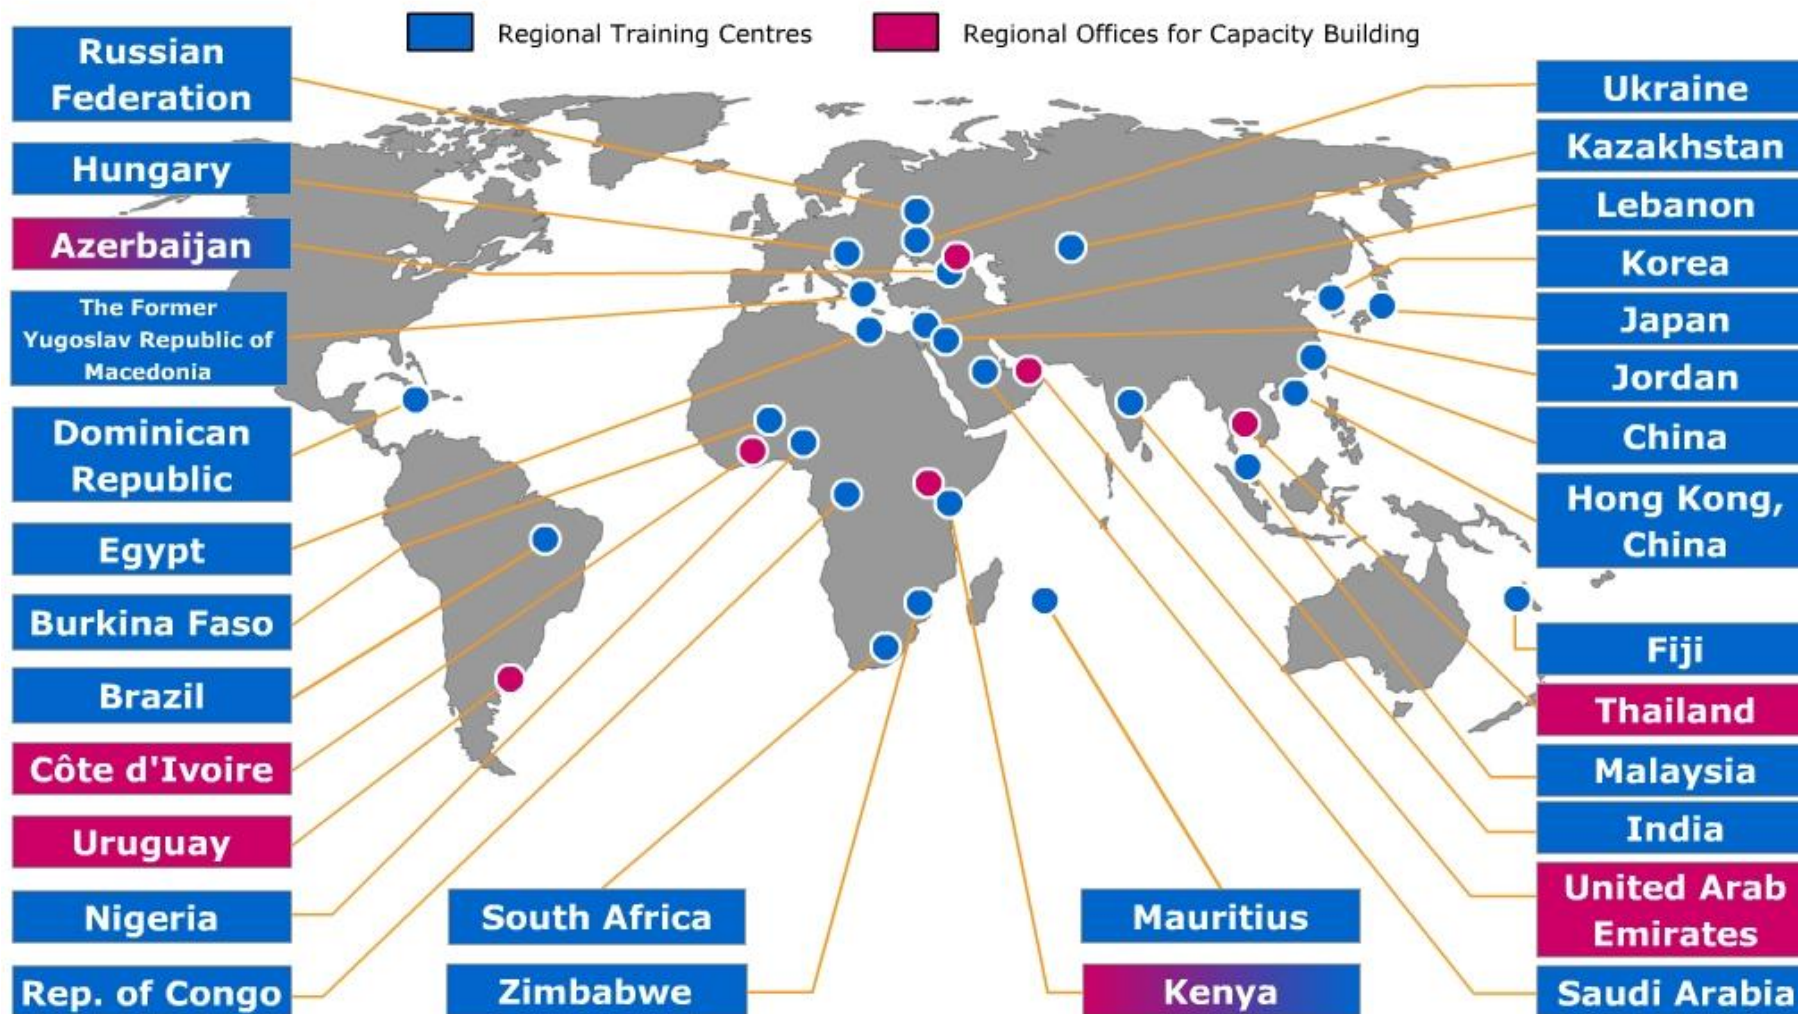 Regional Training Centres
Regional Offices for Capacity Building
Russian
Federation
Hungary
Azerbaijan
The Former
Yugoslav Republic of
Macedonia
Dominican
Republic
Egypt
Burkina Faso
Brazil
Côte d'Ivoire
Uruguay
Nigeria
Rep. of Congo
South Africa
Zimbabwe
Mauritius
Kenya
Ukraine
Kazakhstan
Lebanon
Korea
Japan
Jordan
China
Hong Kong,
China
Fiji
Thailand
Malaysia
India
United Arab
Emirates
Saudi Arabia